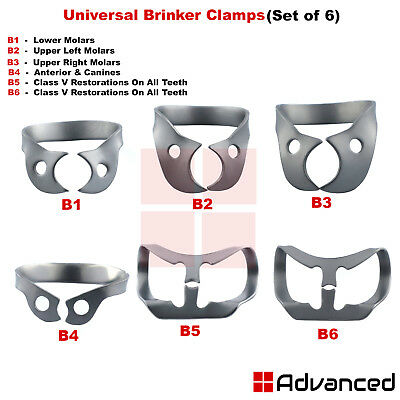 Universal Brinker Clamps(Set of 6)
B1 - Lower Molars
B2 - Upper Left Molars
B3 - Upper Right Molars
B4 - Anterior & Canines
B5 - Class V Restorations On All Teeth
B6 - Class V Restorations On All Teeth
B1 B2 B3
B4 B5 B6
Advanced